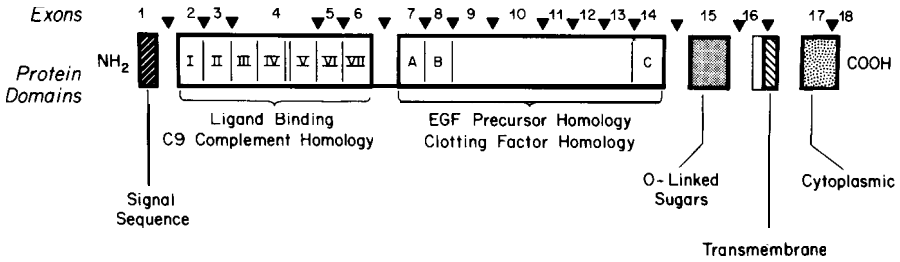 Exons 1 2 3 4 5 6 7 8 9 10 11 12 13 14 15 16 17 18
NH2 I II III IV V VI VII A B C COOH
Protein
Domains
Ligand Binding
C9 Complement Homology
EGF Precursor Homology
Clotting Factor Homology
Signal
Sequence
O-Linked
Sugars
Cytoplasmic
Transmembrane